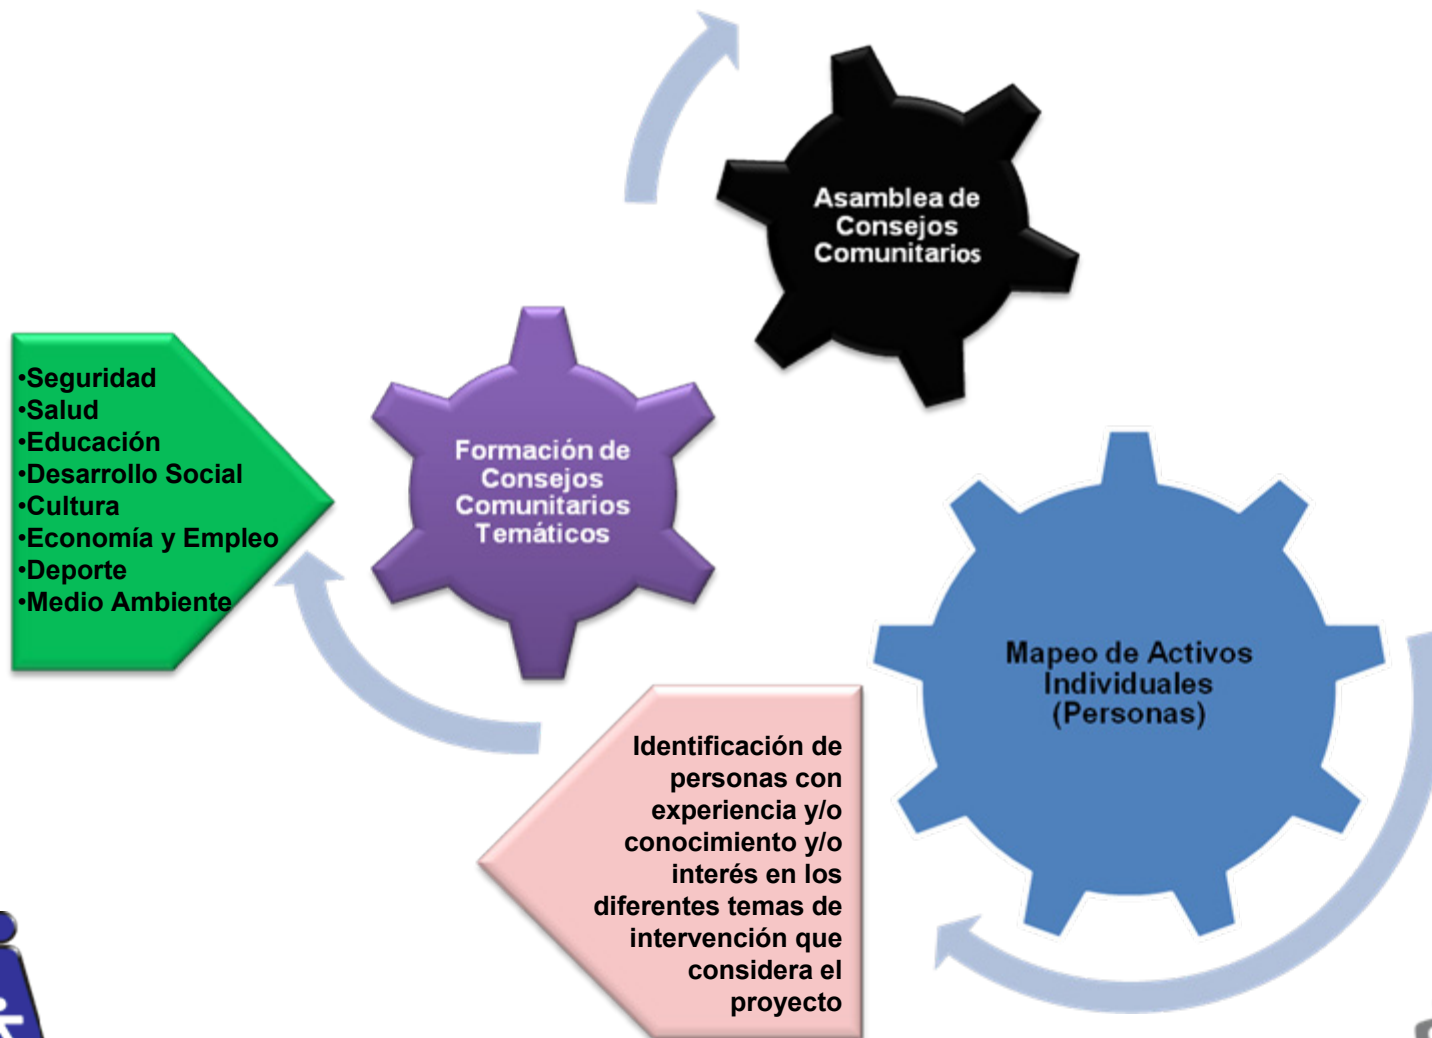 Asamblea de
Consejos
Comunitarios
•Seguridad
•Salud
•Educación
•Desarrollo Social
•Cultura
•Economía y Empleo
•Deporte
•Medio Ambiente
Formación de
Consejos
Comunitarios
Temáticos
Mapeo de Activos
Individuales
(Personas)
Identificación de
personas con
experiencia y/o
conocimiento y/o
interés en los
diferentes temas de
intervención que
considera el
proyecto